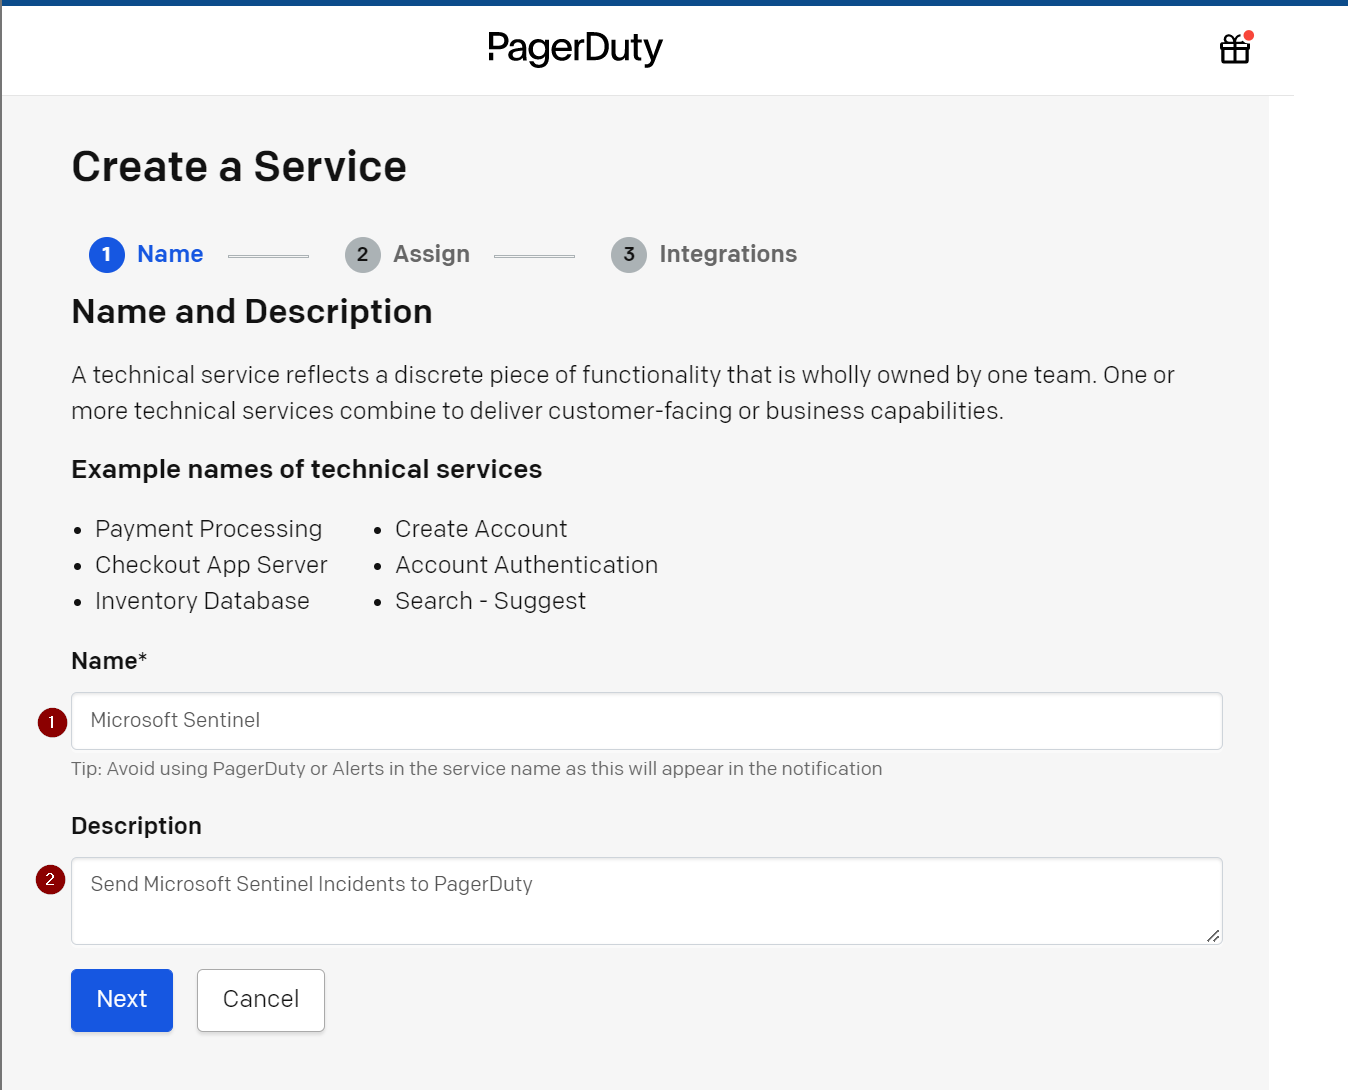 PagerDuty
Create a Service
1 Name 2 Assign 3 Integrations
Name and Description
A technical service reflects a discrete piece of functionality that is wholly owned by one team. One or
more technical services combine to deliver customer-facing or business capabilities.
Example names of technical services
• Payment Processing • Create Account
• Checkout App Server • Account Authentication
• Inventory Database • Search - Suggest
Name*
1 Microsoft Sentinel
Tip: Avoid using PagerDuty or Alerts in the service name as this will appear in the notification
Description
2 Send Microsoft Sentinel Incidents to PagerDuty
Next Cancel